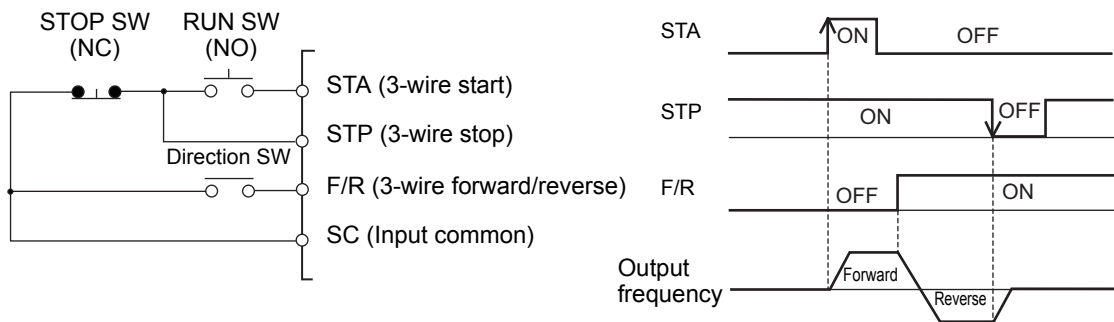 STOP SW
(NC)
RUN SW
(NO)
STA (3-wire start)
STP (3-wire stop)
Direction SW
F/R (3-wire forward/reverse)
SC (Input common)
STA
ON
OFF
STP
ON
OFF
F/R
OFF
ON
Output
frequency
Forward
Reverse